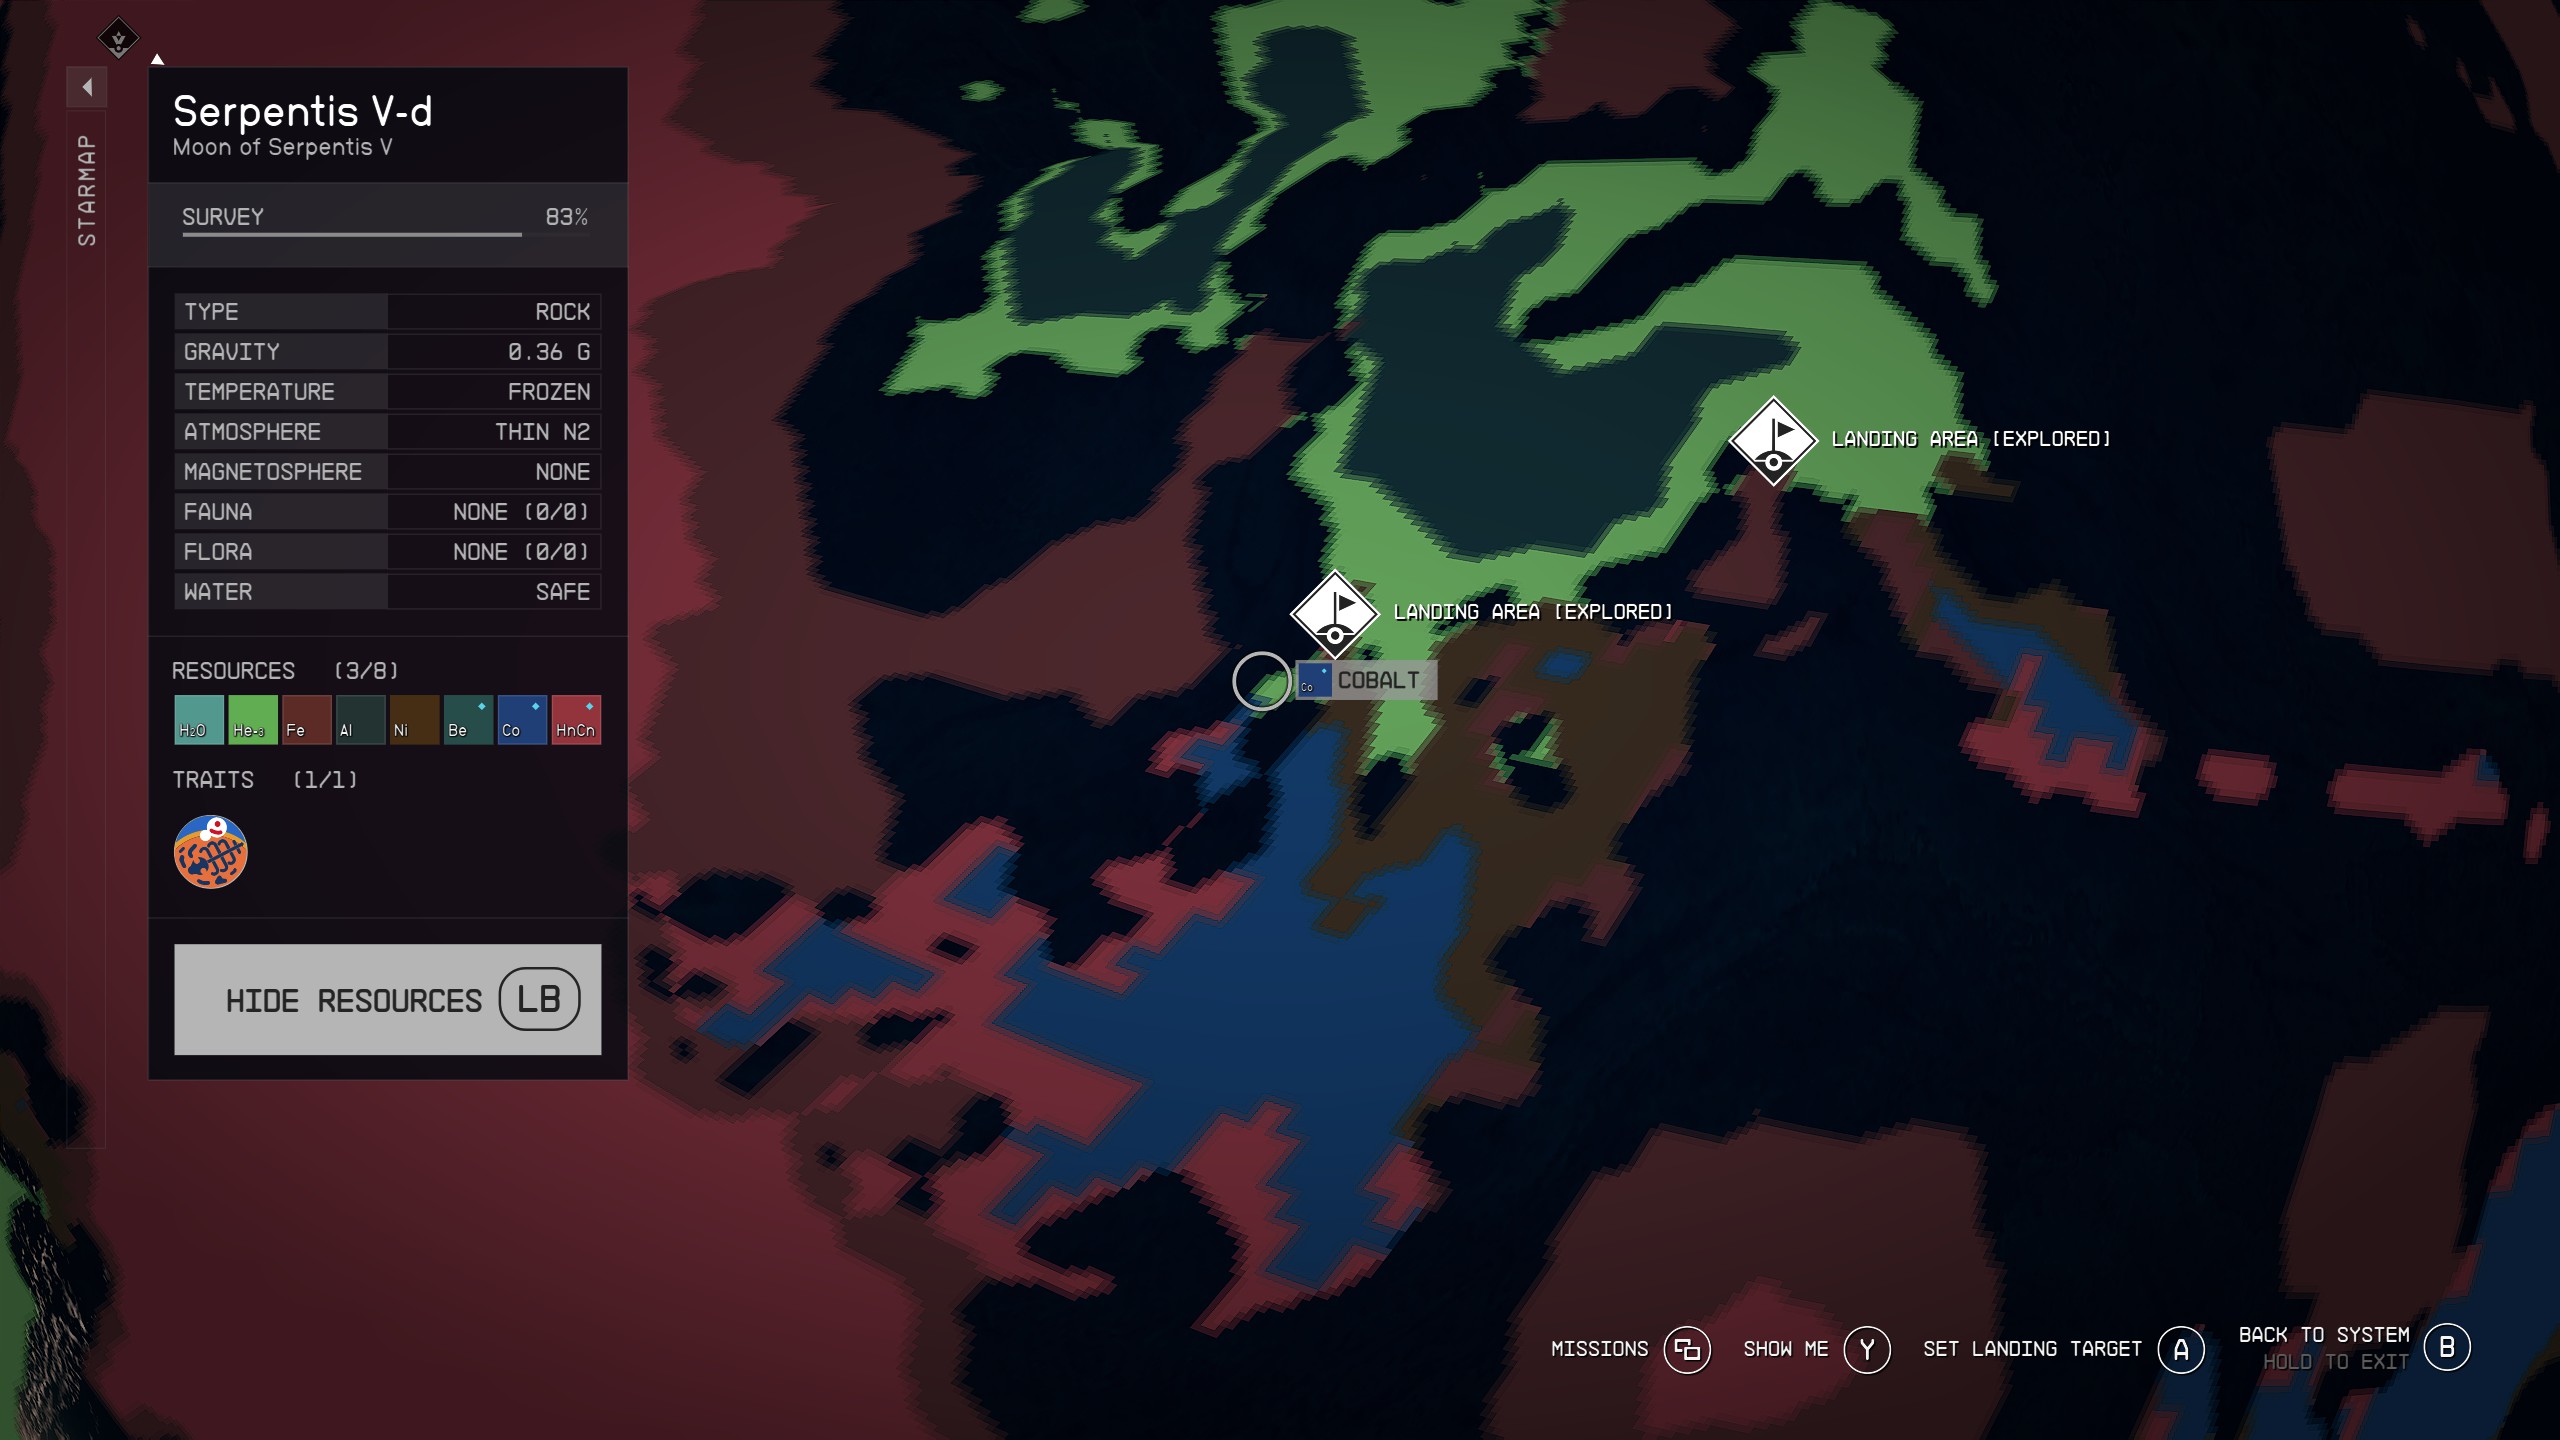 STARMAP
Serpentis V-d
Moon of Serpentis V
SURVEY 83%
TYPE ROCK
GRAVITY 0.36 G
TEMPERATURE FROZEN
ATMOSPHERE THIN N2
MAGNETOSPHERE NONE
FAUNA NONE (0/0)
FLORA NONE (0/0)
WATER SAFE
RESOURCES (3/8)
H2O He-3 Fe Al Ni Be Co HnCn
TRAITS (1/1)
HIDE RESOURCES LB
LANDING AREA [EXPLORED]
LANDING AREA [EXPLORED]
Co COBALT
MISSIONS SHOW ME Y SET LANDING TARGET A BACK TO SYSTEM B
HOLD TO EXIT